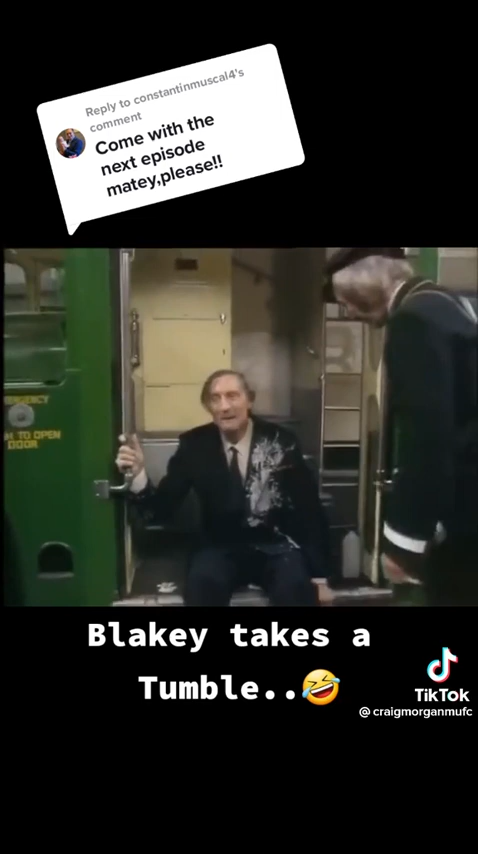 Reply to constantinmuscal4's
comment
Come with the
next episode
matey,please!!
TO OPEN
DOOR
Blakey takes a
Tumble..🤣
TikTok
@craigmorganmufc